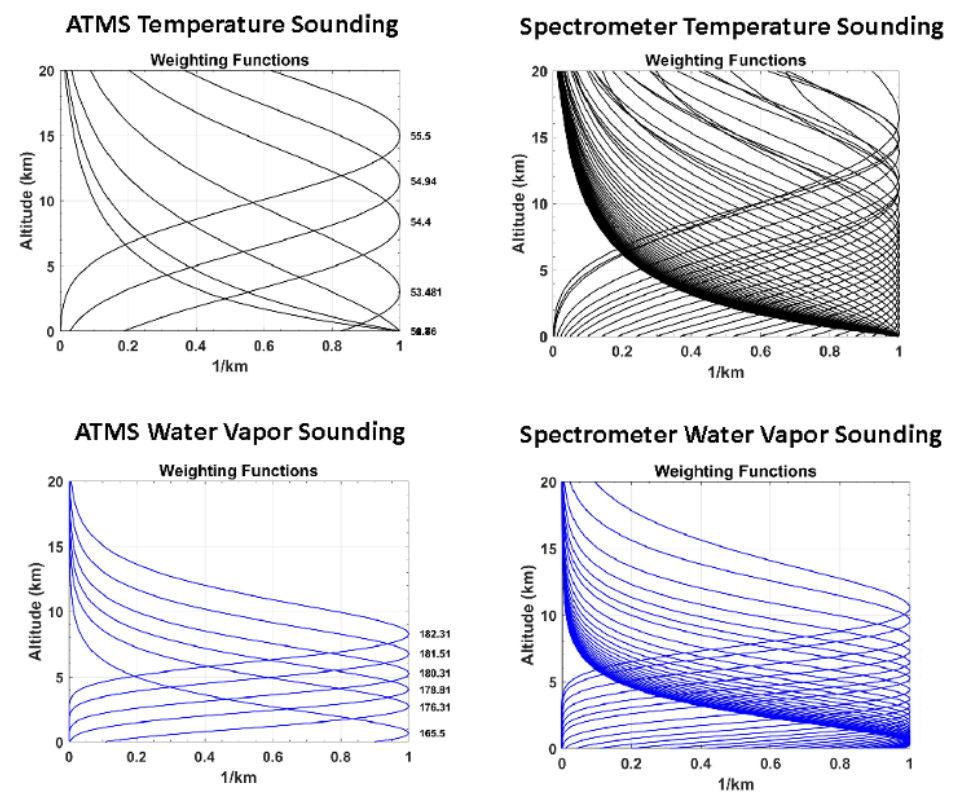 ATMS Temperature Sounding
Weighting Functions
20
15
10
5
0
Altitude (km)
0 0.2 0.4 0.6 0.8 1
1/km
55.5
54.94
54.4
53.481
Spectrometer Temperature Sounding
Weighting Functions
20
15
10
5
0
Altitude (km)
0 0.2 0.4 0.6 0.8 1
1/km
ATMS Water Vapor Sounding
Weighting Functions
20
15
10
5
0
Altitude (km)
0 0.2 0.4 0.6 0.8 1
1/km
182.31
181.51
180.31
178.81
176.31
165.5
Spectrometer Water Vapor Sounding
Weighting Functions
20
15
10
5
0
Altitude (km)
0 0.2 0.4 0.6 0.8 1
1/km